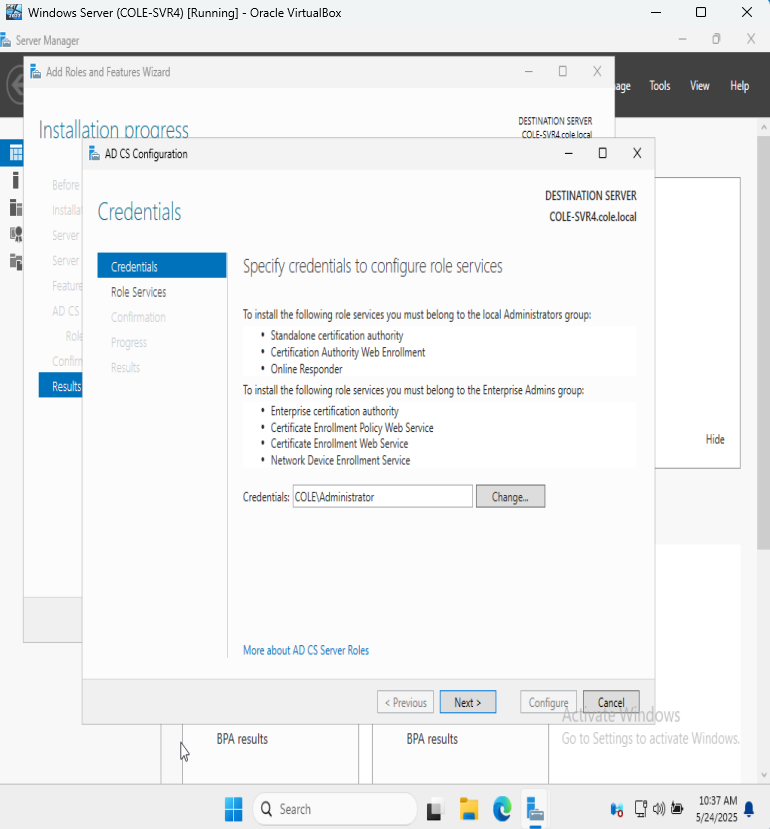 Windows Server (COLE-SVR4) [Running] - Oracle VirtualBox
Server Manager
Tools View Help
Add Roles and Features Wizard
Installation progress
DESTINATION SERVER
COLE-SVR4.cole.local
Before
Server
Server
AD CS
Results
AD CS Configuration
Credentials
DESTINATION SERVER
COLE-SVR4.cole.local
Credentials
Role Services
Confirmation
Progress
Results
Specify credentials to configure role services
To install the following role services you must belong to the local Administrators group:
• Standalone certification authority
• Certification Authority Web Enrollment
• Online Responder
To install the following role services you must belong to the Enterprise Admins group:
• Enterprise certification authority
• Certificate Enrollment Policy Web Service
• Certificate Enrollment Web Service
• Network Device Enrollment Service
Credentials: COLE\Administrator Change...
More about AD CS Server Roles
< Previous Next > Configure Cancel
Hide
Activate Windows
Go to Settings to activate Windows.
BPA results BPA results
Search
10:37 AM
5/24/2025